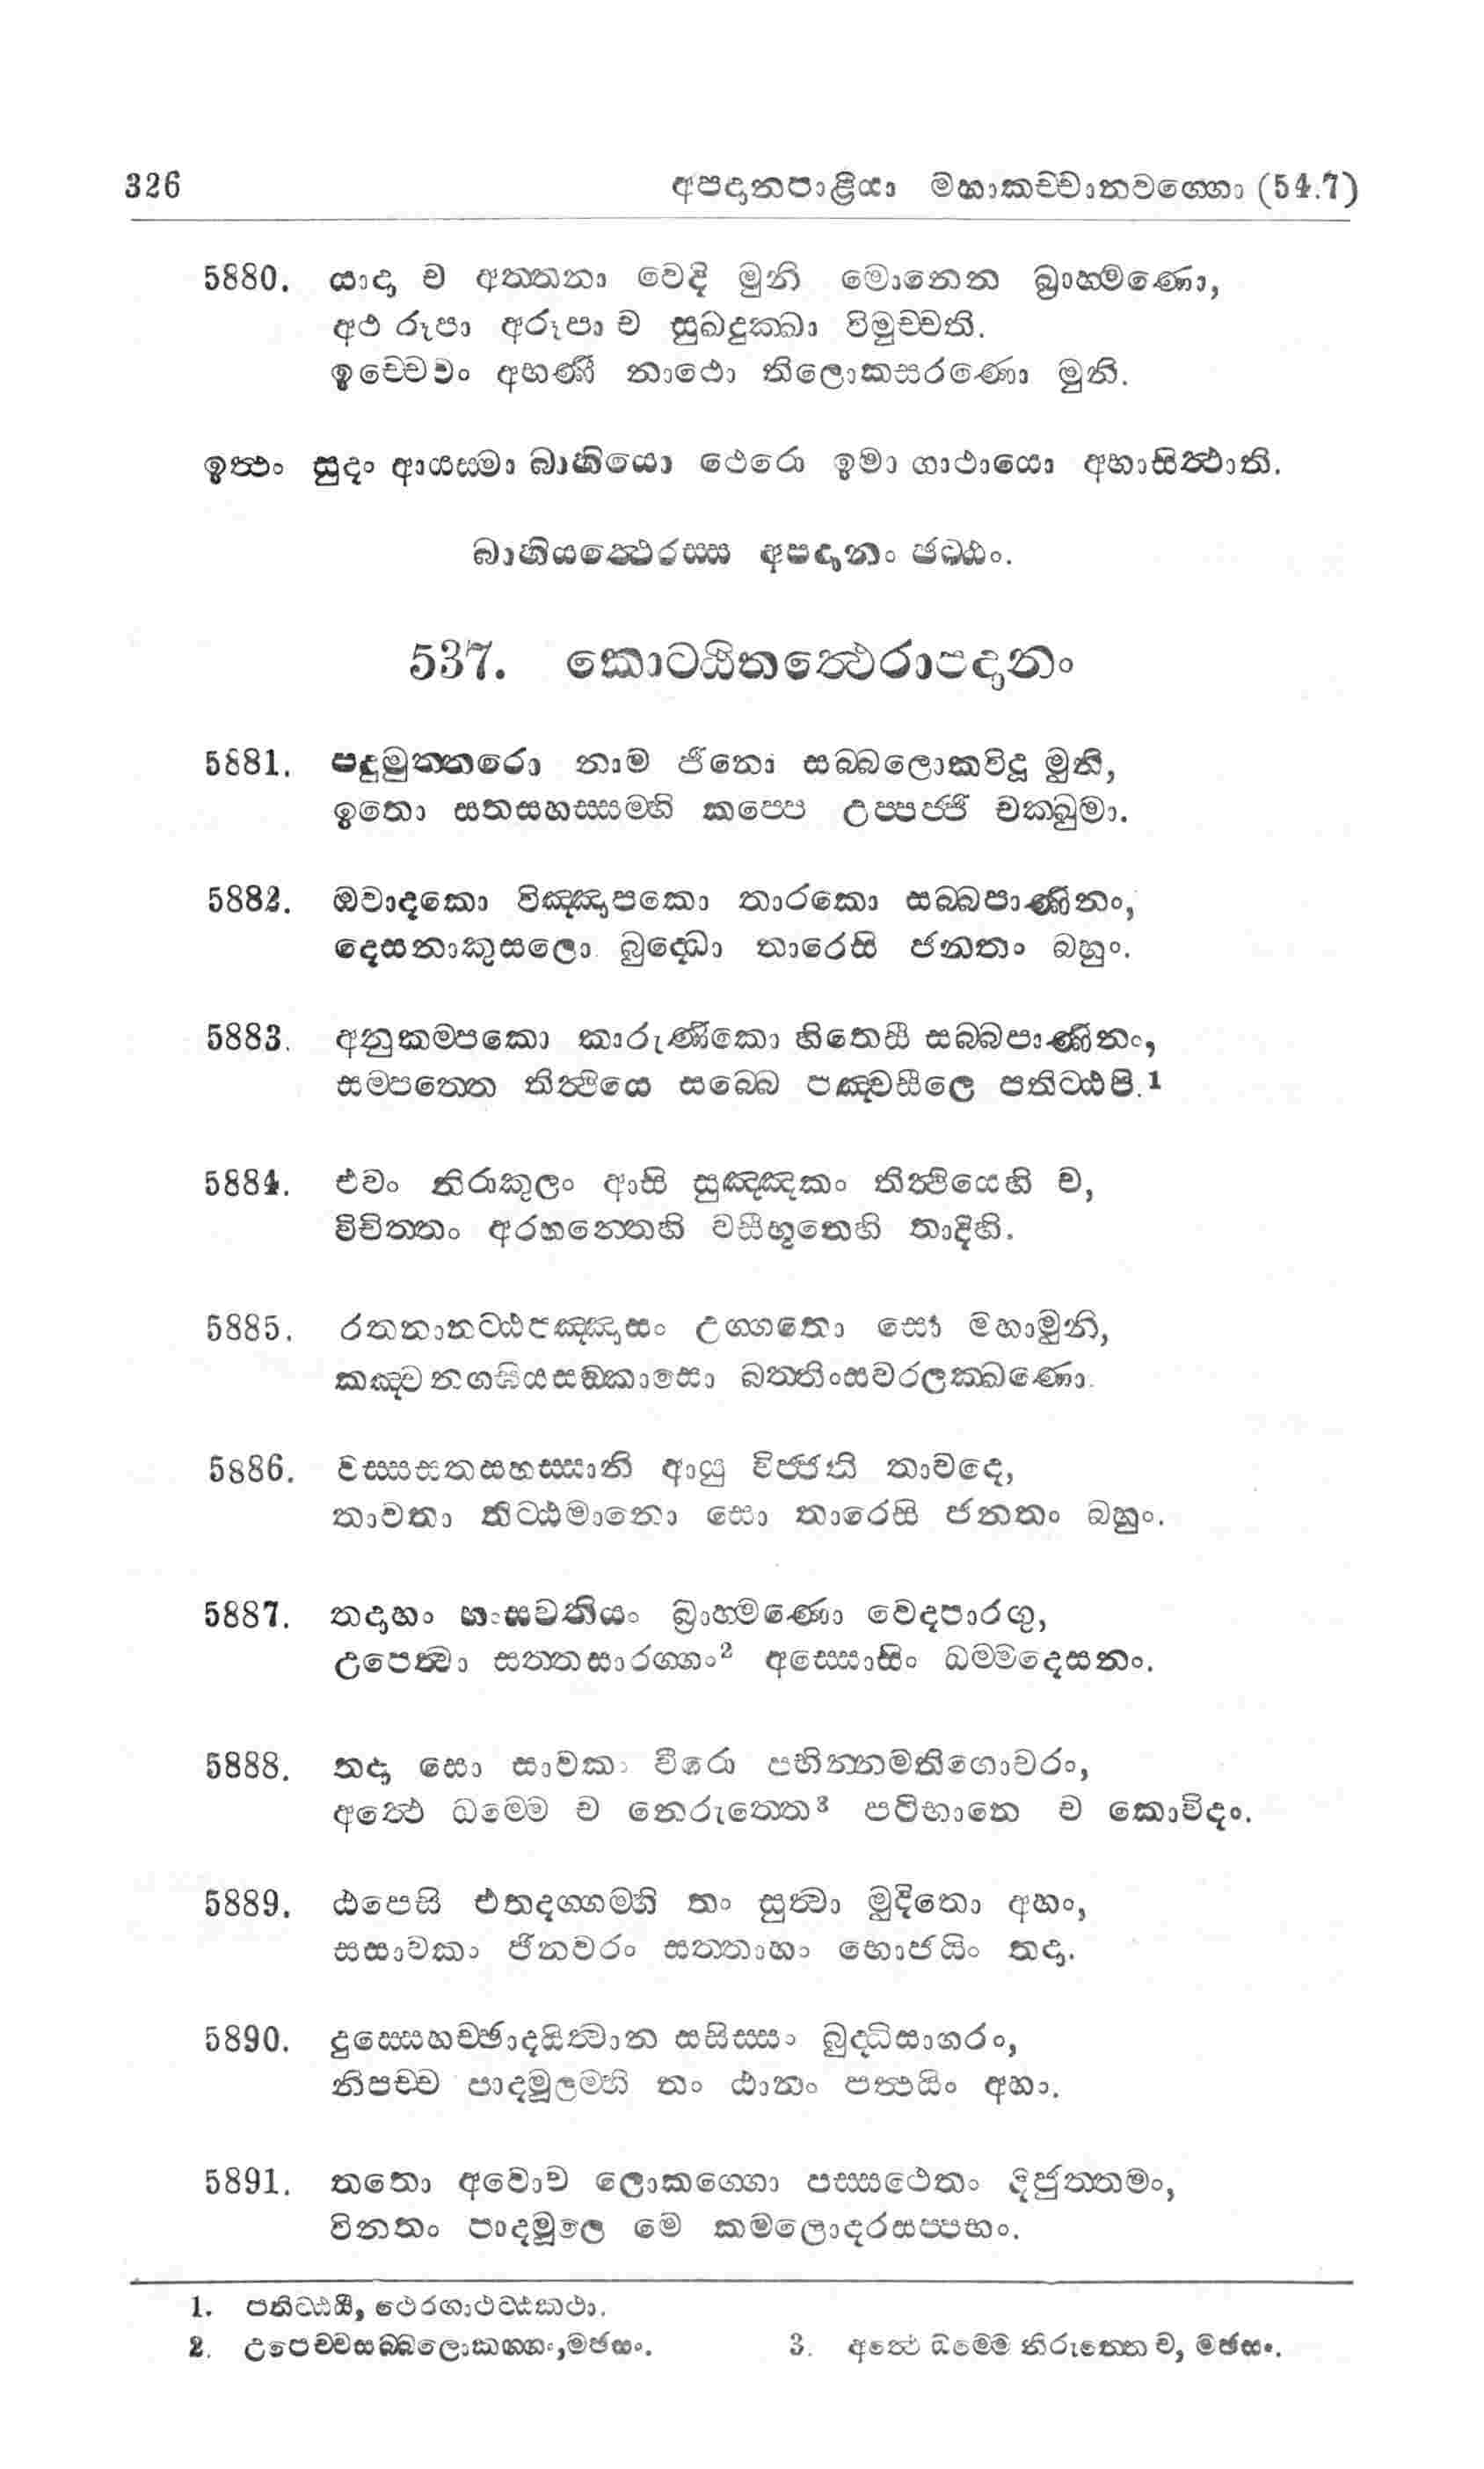 326 අපදානපාළියා මහාකච්චානවග්ගො (54.7)
5880. යාදා ච අත්තනා වෙදි මුනි මොනෙන බ්‍රාහ්මණො,
අථ රූපා අරූපා ච සුඛදුක්ඛා විමුච්චති.
ඉච්චෙවං අභණී නාථො තිලොකසරණො මුනි.
ඉත්ථං සුදං ආයස්මා බාහියො ථෙරො ඉමා ගාථායො අභාසිත්ථාති.
බාහියත්ථෙරස්ස අපදානං ඡට්ඨං.
537. කොට්ඨිතත්ථෙරාපදානං
5881. පදුමුත්තරො නාම ජිනො සබ්බලොකවිදූ මුනි,
ඉතො සතසහස්සම්හි කප්පෙ උප්පජ්ජි චක්ඛුමා.
5882. ඔවාදකො විඤ්ඤාපකො තාරකො සබ්බපාණිනං,
දෙසනාකුසලො බුද්ධො තාරෙසි ජනතං බහුං.
5883. අනුකම්පකො කාරුණිකො හිතෙසී සබ්බපාණිනං,
සම්පත්තෙ තිත්ථියෙ සබ්බෙ පඤ්චසීලෙ පතිට්ඨපි.1
5884. එවං නිරාකුලං ආසි සුඤ්ඤකං තිත්ථියෙහි ච,
විචිත්තං අරහන්තෙහි වසීභූතෙහි තාදිහි.
5885. රතනානට්ඨපඤ්ඤාසං උග්ගතො සො මහාමුනි,
කඤ්චනගඝියසඞ්කාසො බත්තිංසවරලක්ඛණො.
5886. වස්සසතසහස්සානි ආයු විජ්ජති තාවදෙ,
තාවතා තිට්ඨමානො සො තාරෙසි ජනතං බහුං.
5887. තදාහං හංසවතියං බ්‍රාහ්මණො වෙදපාරගු,
උපෙත්වා සත්තසාරග්ගං2 අස්සොසිං ධම්මදෙසනං.
5888. තදා සො සාවකං වීරො පභින්නමතිගොචරං,
අත්ථෙ ධම්මෙ ච නෙරුත්තෙ3 පටිභානෙ ච කොවිදං.
5889. ඨපෙසි එතදග්ගම්හි තං සුත්වා මුදිතො අහං,
සසාවකං ජිනවරං සත්තාහං භොජයිං තදා.
5890. දුස්සෙහච්ඡාදයිත්වාන සසිස්සං බුද්ධිසාගරං,
නිපච්ච පාදමූලම්හි තං ඨානං පත්ථයිං අහං.
5891. තතො අවොච ලොකග්ගො පස්සථෙතං දිජුත්තමං,
විනතං පාදමූලෙ මෙ කමලොදරසප්පභං.
1. පතිට්ඨයී, ථෙරගාථට්ඨකථා.
2. උපෙච්චසබ්බලොකග්ගං,මඡසං. 3. අත්ථෙ ධම්මෙ නිරුත්තෙ ච, මඡසං.